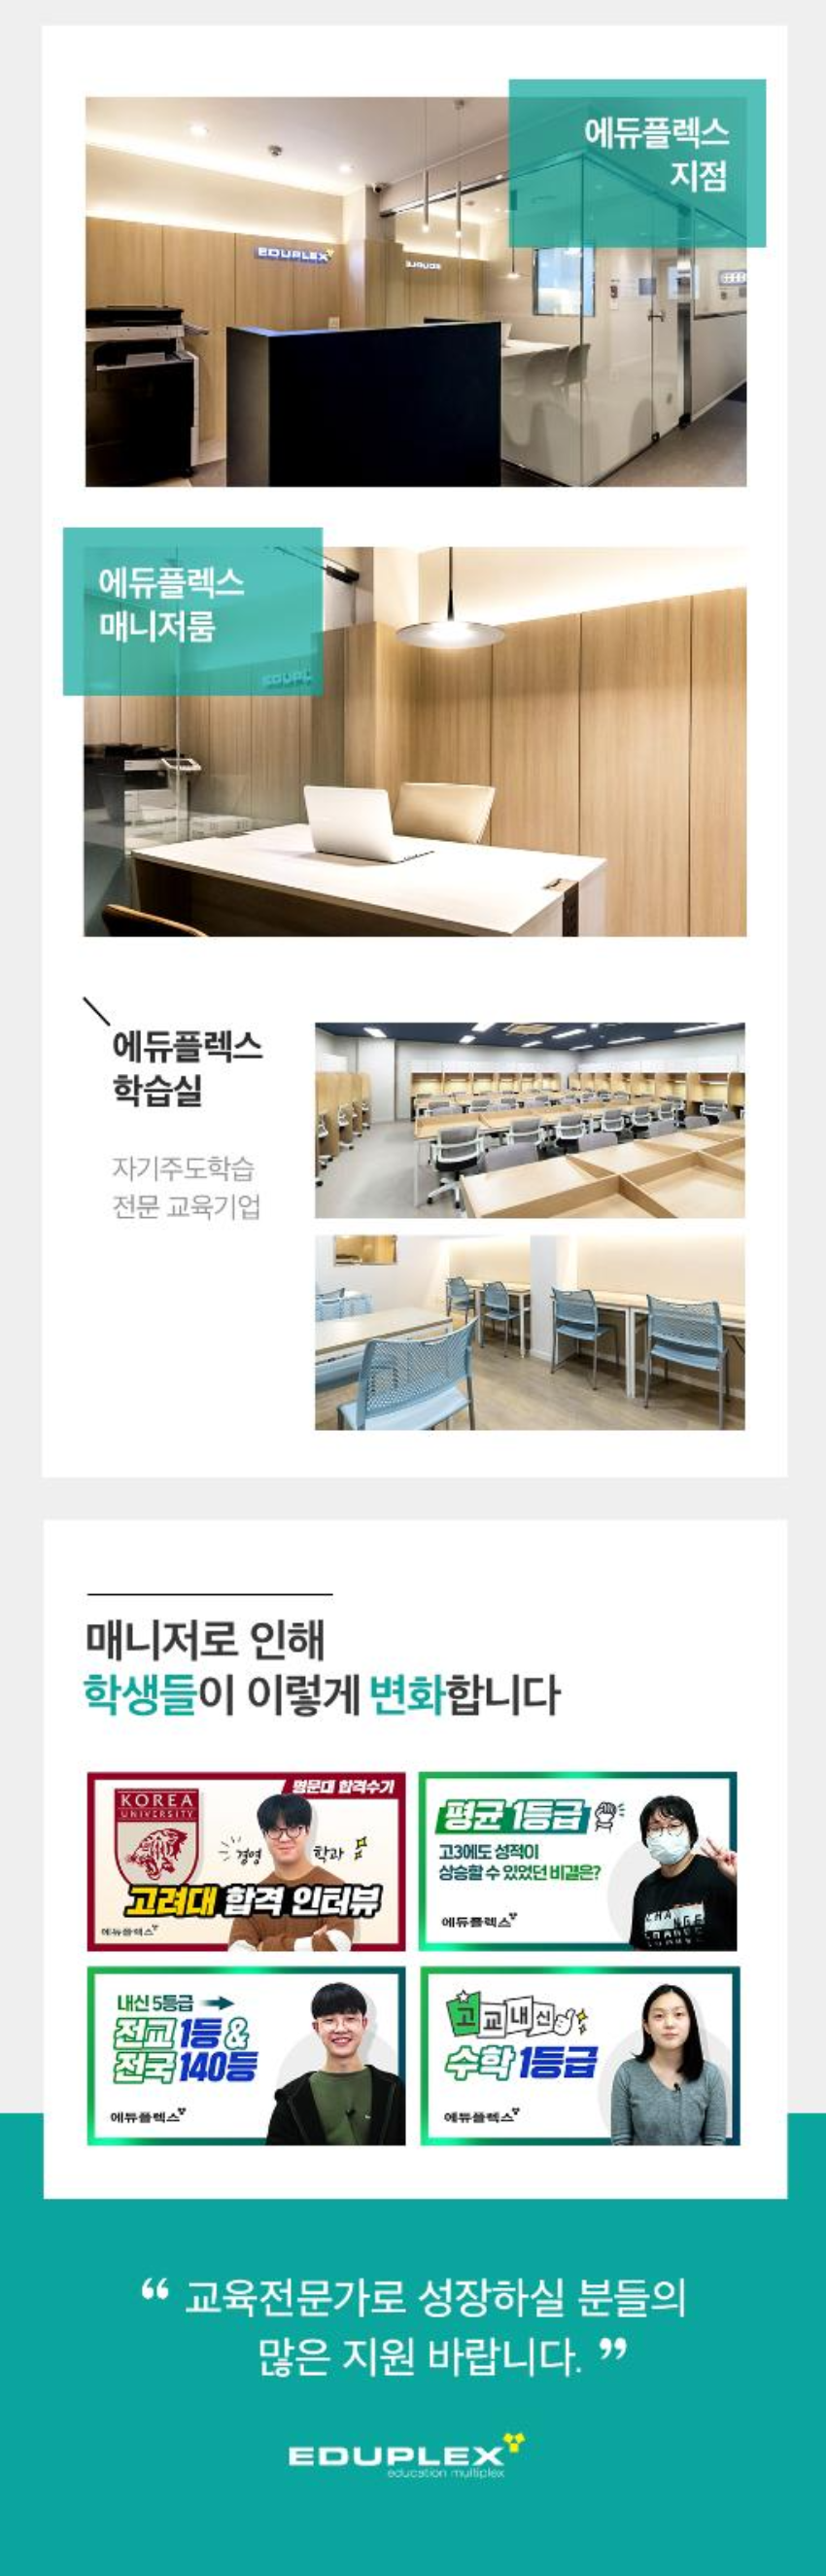 에듀플렉스
지점
EDUPLEX
에듀플렉스
매니저룸
EDUPL
에듀플렉스
학습실
자기주도학습
전문 교육기업
매니저로 인해
학생들이 이렇게 변화합니다
명문대 합격수기
KOREA
UNIVERSITY
경영 학과
고려대 합격 인터뷰
에듀플렉스
평균 1등급
고3에도 성적이
상승할 수 있었던 비결은?
에듀플렉스
CHANGE
내신 5등급
전교 1등 &
전국 140등
에듀플렉스
고교내신
수학 1등급
에듀플렉스
“ 교육전문가로 성장하실 분들의
많은 지원 바랍니다. ”
EDUPLEX
education multiplex